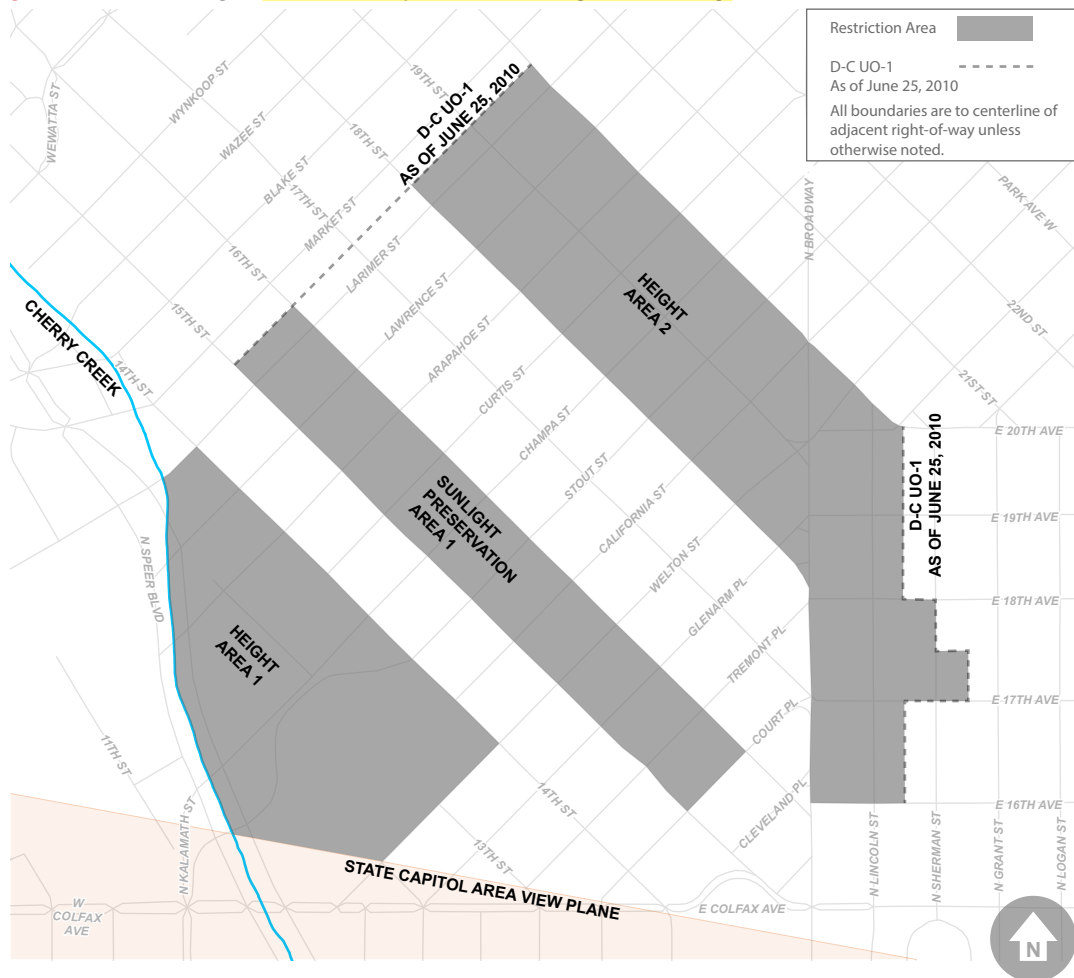 Restriction Area
D-C UO-1
As of June 25, 2010
All boundaries are to centerline of
adjacent right-of-way unless
otherwise noted.
WEWATTA ST
WYNKOOP ST
WAZEE ST
BLAKE ST
MARKET ST
LARIMER ST
LAWRENCE ST
ARAPAHOE ST
CURTIS ST
CHAMPA ST
STOUT ST
CALIFORNIA ST
WELTON ST
GLENARM PL
TREMONT PL
COURT PL
CLEVELAND PL
19TH ST
18TH ST
17TH ST
16TH ST
15TH ST
14TH ST
D-C UO-1
AS OF JUNE 25, 2010
N BROADWAY
PARK AVE W
22ND ST
21ST ST
HEIGHT
AREA 2
CHERRY CREEK
SUNLIGHT
PRESERVATION
AREA 1
HEIGHT
AREA 1
N SPEER BLVD
11TH ST
N KALAMATH ST
14TH ST
13TH ST
D-C UO-1
AS OF JUNE 25, 2010
E 20TH AVE
E 19TH AVE
E 18TH AVE
E 17TH AVE
E 16TH AVE
N LINCOLN ST
N SHERMAN ST
N GRANT ST
N LOGAN ST
STATE CAPITOL AREA VIEW PLANE
W
COLFAX
AVE
E COLFAX AVE
N